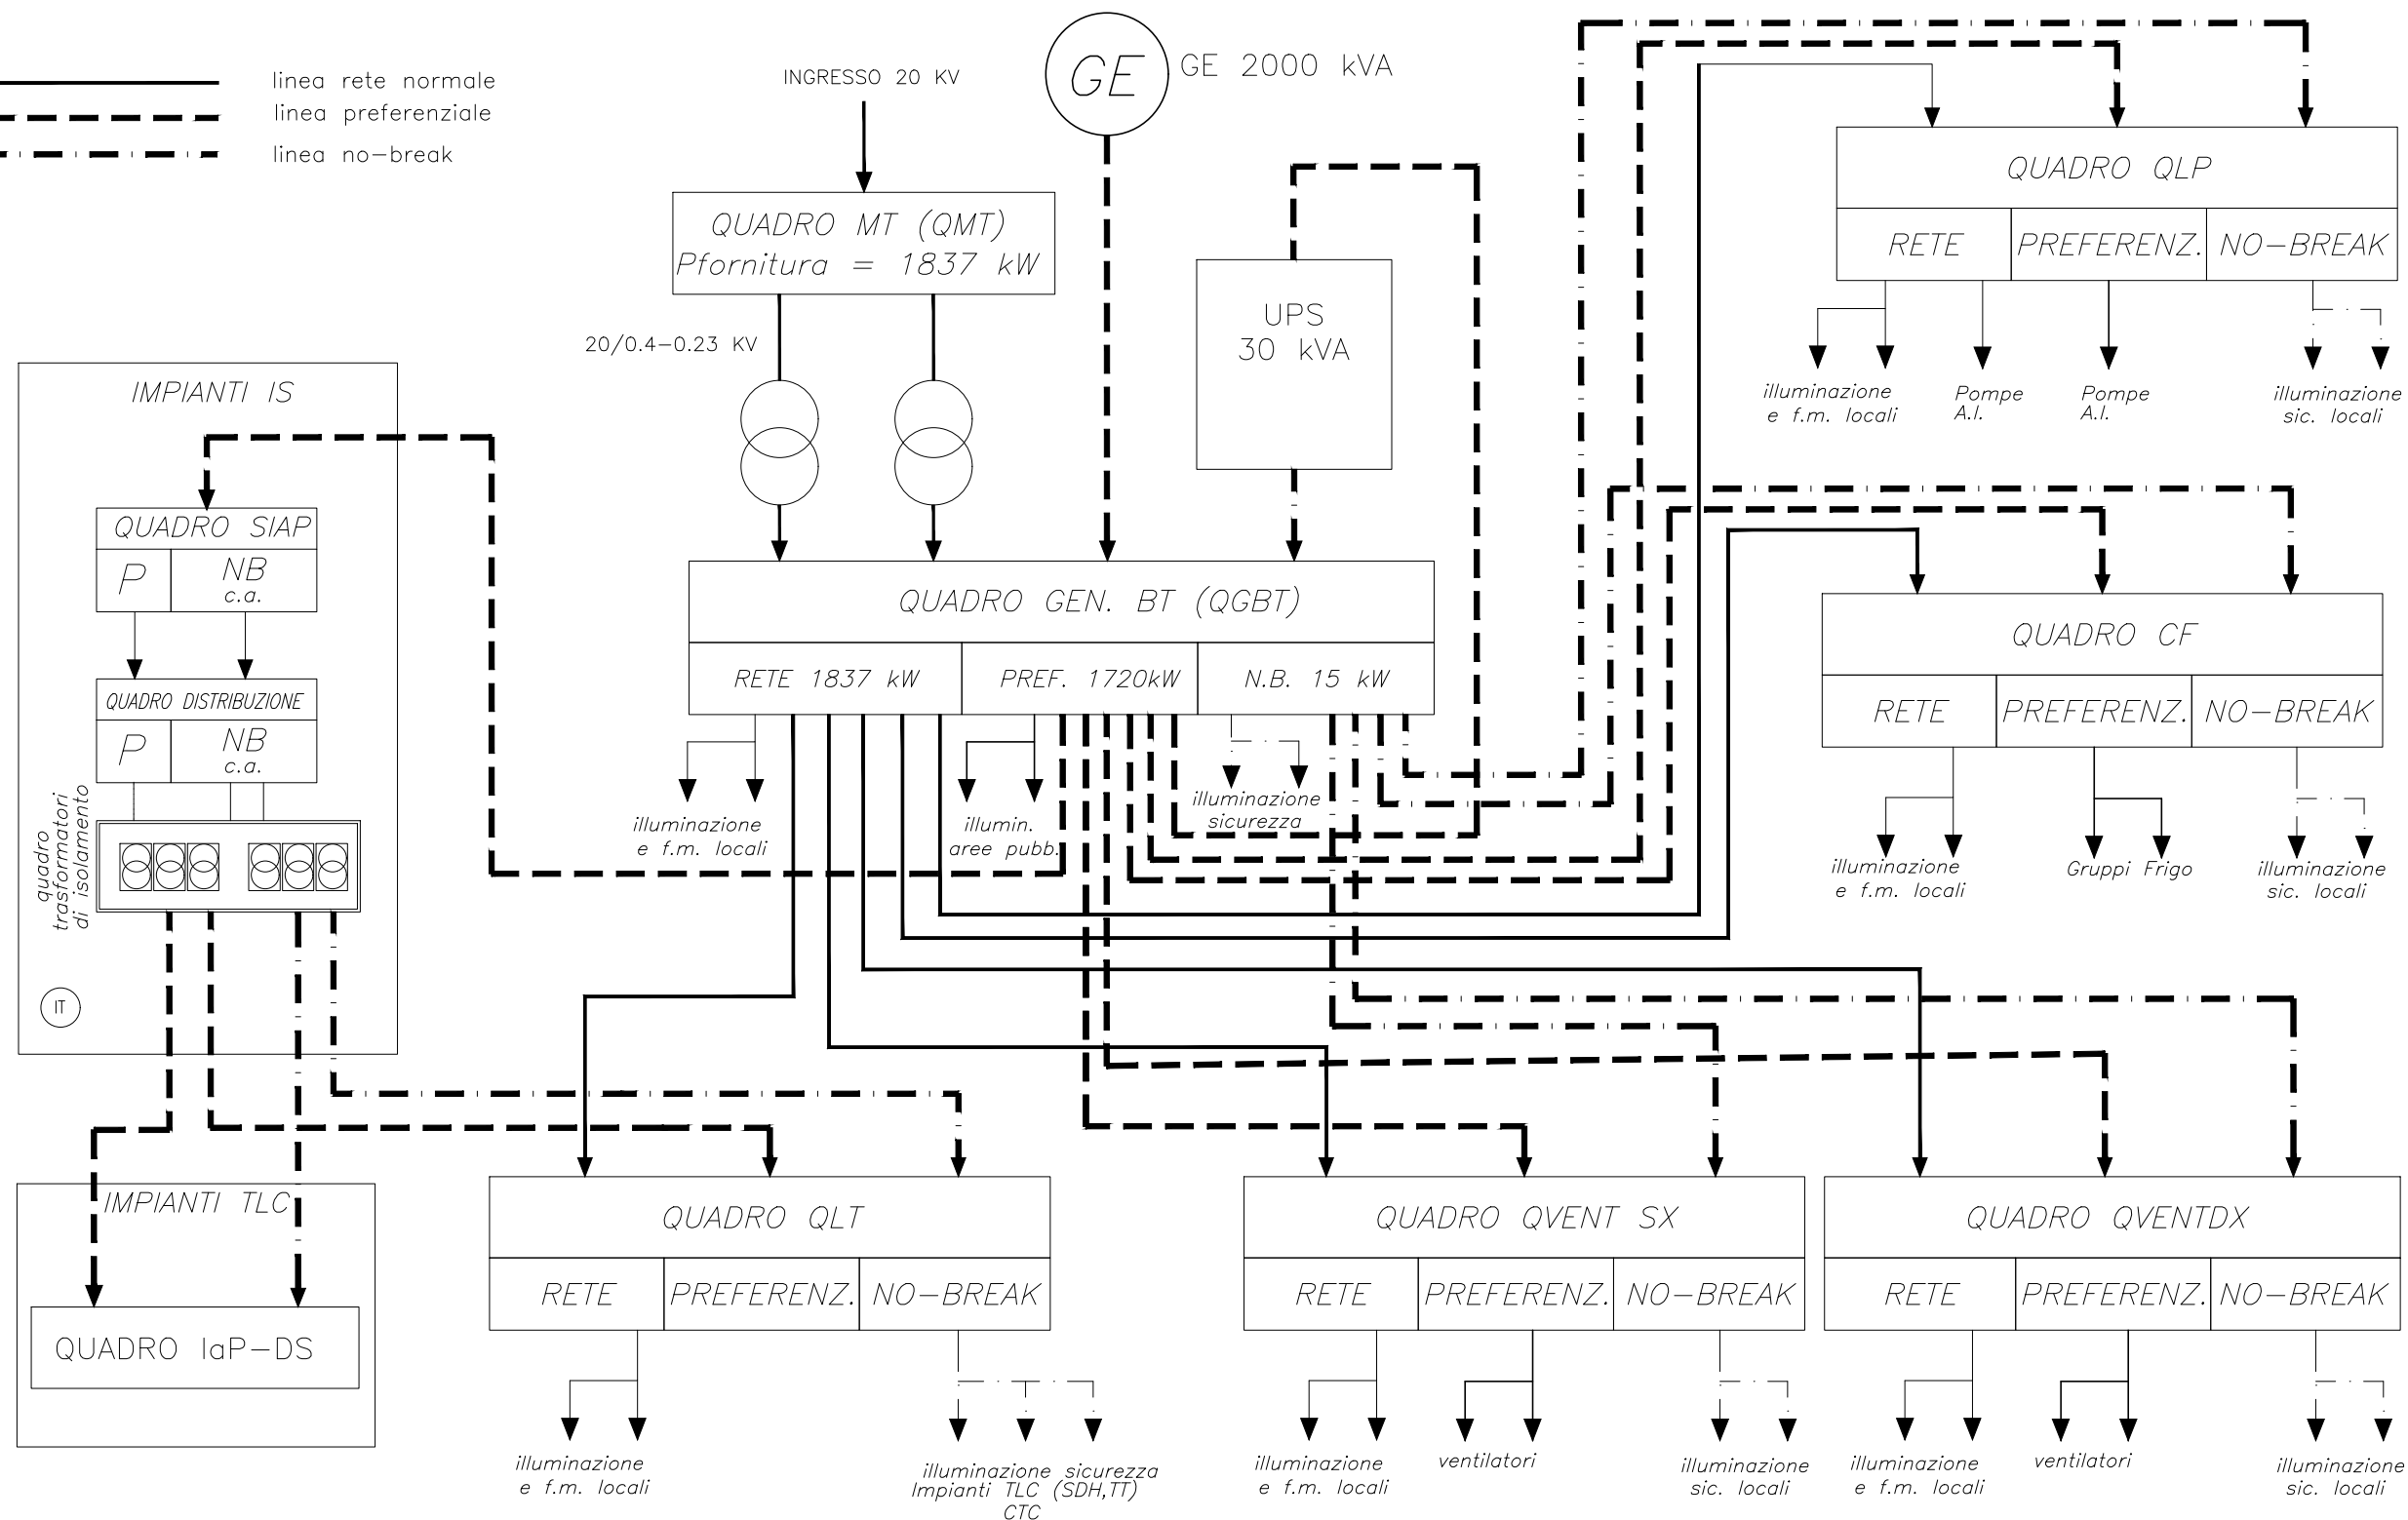 linea rete normale
linea preferenziale
linea no-break
INGRESSO 20 KV
GE
GE 2000 kVA
QUADRO MT (QMT)
Pfornitura = 1837 kW
20/0.4-0.23 KV
UPS
30 kVA
QUADRO QLP
RETE
PREFERENZ.
NO-BREAK
illuminazione
e f.m. locali
Pompe
A.I.
Pompe
A.I.
illuminazione
sic. locali
IMPIANTI IS
QUADRO SIAP
P
NB
c.a.
QUADRO DISTRIBUZIONE
P
NB
c.a.
quadro
trasformatori
di isolamento
IT
QUADRO GEN. BT (QGBT)
RETE 1837 kW
PREF. 1720kW
N.B. 15 kW
illuminazione
e f.m. locali
illumin.
aree pubb.
illuminazione
sicurezza
QUADRO CF
RETE
PREFERENZ.
NO-BREAK
illuminazione
e f.m. locali
Gruppi Frigo
illuminazione
sic. locali
IMPIANTI TLC
QUADRO IaP-DS
QUADRO QLT
RETE
PREFERENZ.
NO-BREAK
illuminazione
e f.m. locali
illuminazione sicurezza
Impianti TLC (SDH,TT)
CTC
QUADRO QVENT SX
RETE
PREFERENZ.
NO-BREAK
illuminazione
e f.m. locali
ventilatori
illuminazione
sic. locali
QUADRO QVENTDX
RETE
PREFERENZ.
NO-BREAK
illuminazione
e f.m. locali
ventilatori
illuminazione
sic. locali